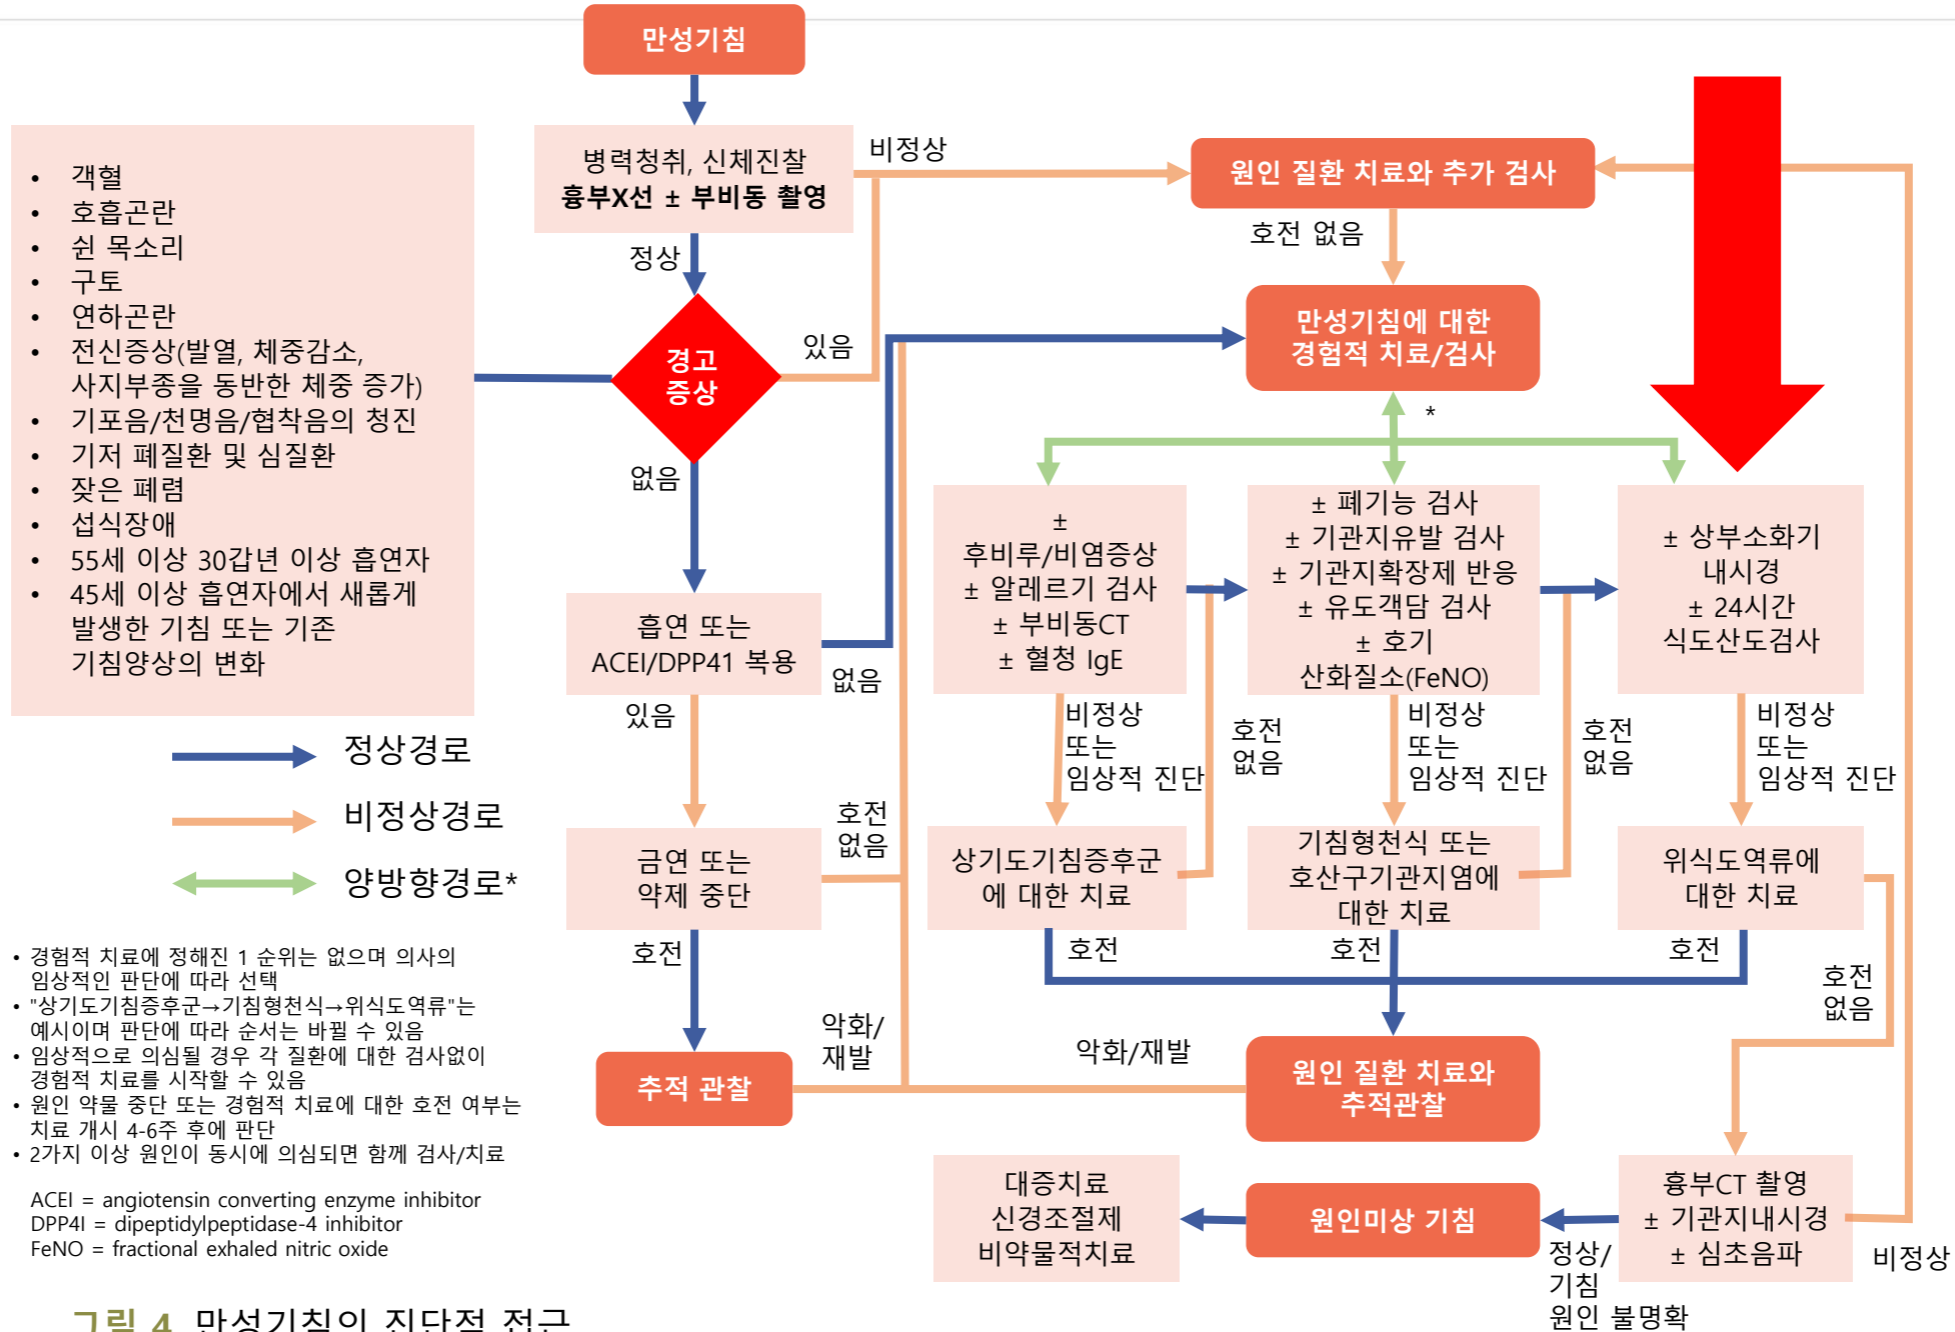 만성기침
병력청취, 신체진찰
흉부X선 ± 부비동 촬영
비정상
원인 질환 치료와 추가 검사
정상
호전 없음
• 객혈
• 호흡곤란
• 쉰 목소리
• 구토
• 연하곤란
• 전신증상(발열, 체중감소,
사지부종을 동반한 체중 증가)
• 기포음/천명음/협착음의 청진
• 기저 폐질환 및 심질환
• 잦은 폐렴
• 섭식장애
• 55세 이상 30갑년 이상 흡연자
• 45세 이상 흡연자에서 새롭게
발생한 기침 또는 기존
기침양상의 변화
경고
증상
있음
없음
만성기침에 대한
경험적 치료/검사
*
흡연 또는
ACEI/DPP41 복용
없음
있음
±
후비루/비염증상
± 알레르기 검사
± 부비동CT
± 혈청 IgE
± 폐기능 검사
± 기관지유발 검사
± 기관지확장제 반응
± 유도객담 검사
± 호기
산화질소(FeNO)
± 상부소화기
내시경
± 24시간
식도산도검사
비정상
또는
임상적 진단
호전
없음
비정상
또는
임상적 진단
호전
없음
비정상
또는
임상적 진단
정상경로
비정상경로
양방향경로*
금연 또는
약제 중단
호전
없음
호전
상기도기침증후군
에 대한 치료
기침형천식 또는
호산구기관지염에
대한 치료
위식도역류에
대한 치료
호전
호전
호전
호전
없음
• 경험적 치료에 정해진 1 순위는 없으며 의사의
임상적인 판단에 따라 선택
• "상기도기침증후군→기침형천식→위식도역류"는
예시이며 판단에 따라 순서는 바뀔 수 있음
• 임상적으로 의심될 경우 각 질환에 대한 검사없이
경험적 치료를 시작할 수 있음
• 원인 약물 중단 또는 경험적 치료에 대한 호전 여부는
치료 개시 4-6주 후에 판단
• 2가지 이상 원인이 동시에 의심되면 함께 검사/치료
ACEI = angiotensin converting enzyme inhibitor
DPP4I = dipeptidylpeptidase-4 inhibitor
FeNO = fractional exhaled nitric oxide
추적 관찰
악화/
재발
악화/재발
원인 질환 치료와
추적관찰
대증치료
신경조절제
비약물적치료
원인미상 기침
흉부CT 촬영
± 기관지내시경
± 심초음파
정상/
기침
원인 불명확
비정상
그림 4 만성기침의 진단적 접근